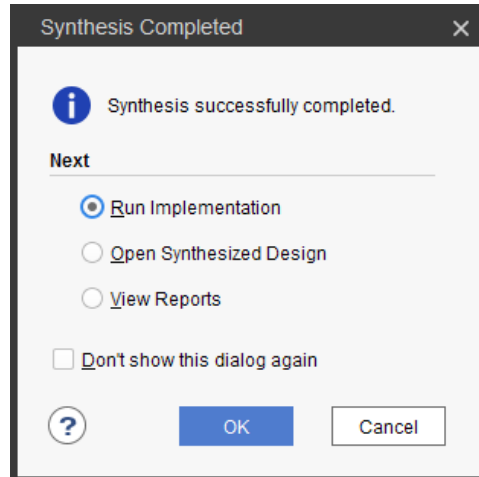 Synthesis Completed
Synthesis successfully completed.
Next
Run Implementation
Open Synthesized Design
View Reports
Don't show this dialog again
?
OK
Cancel